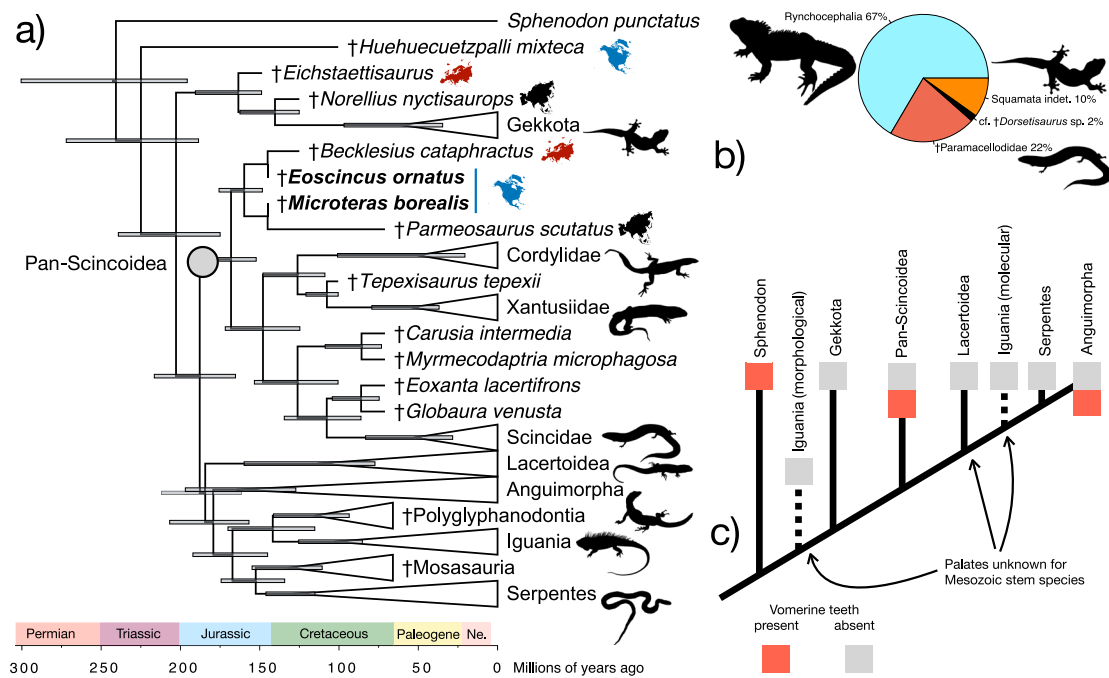 a)
Sphenodon punctatus
†Huehuecuetzpalli mixteca
†Eichstaettisaurus
†Norellius nyctisaurops
Gekkota
†Becklesius cataphractus
†Eoscincus ornatus
†Microteras borealis
†Parmeosaurus scutatus
Pan-Scincoidea
Cordylidae
†Tepexisaurus tepexii
Xantusiidae
†Carusia intermedia
†Myrmecodaptria microphagosa
†Eoxanta lacertifrons
†Globaura venusta
Scincidae
Lacertoidea
Anguimorpha
†Polyglyphanodontia
Iguania
†Mosasauria
Serpentes
Permian Triassic Jurassic Cretaceous Paleogene Ne.
300 250 200 150 100 50 0 Millions of years ago
b)
Rynchocephalia 67%
Squamata indet. 10%
cf. †Dorsetisaurus sp. 2%
†Paramacellodidae 22%
c)
Sphenodon
Iguania (morphological)
Gekkota
Pan-Scincoidea
Lacertoidea
Iguania (molecular)
Serpentes
Anguimorpha
Palates unknown for
Mesozoic stem species
Vomerine teeth
present absent